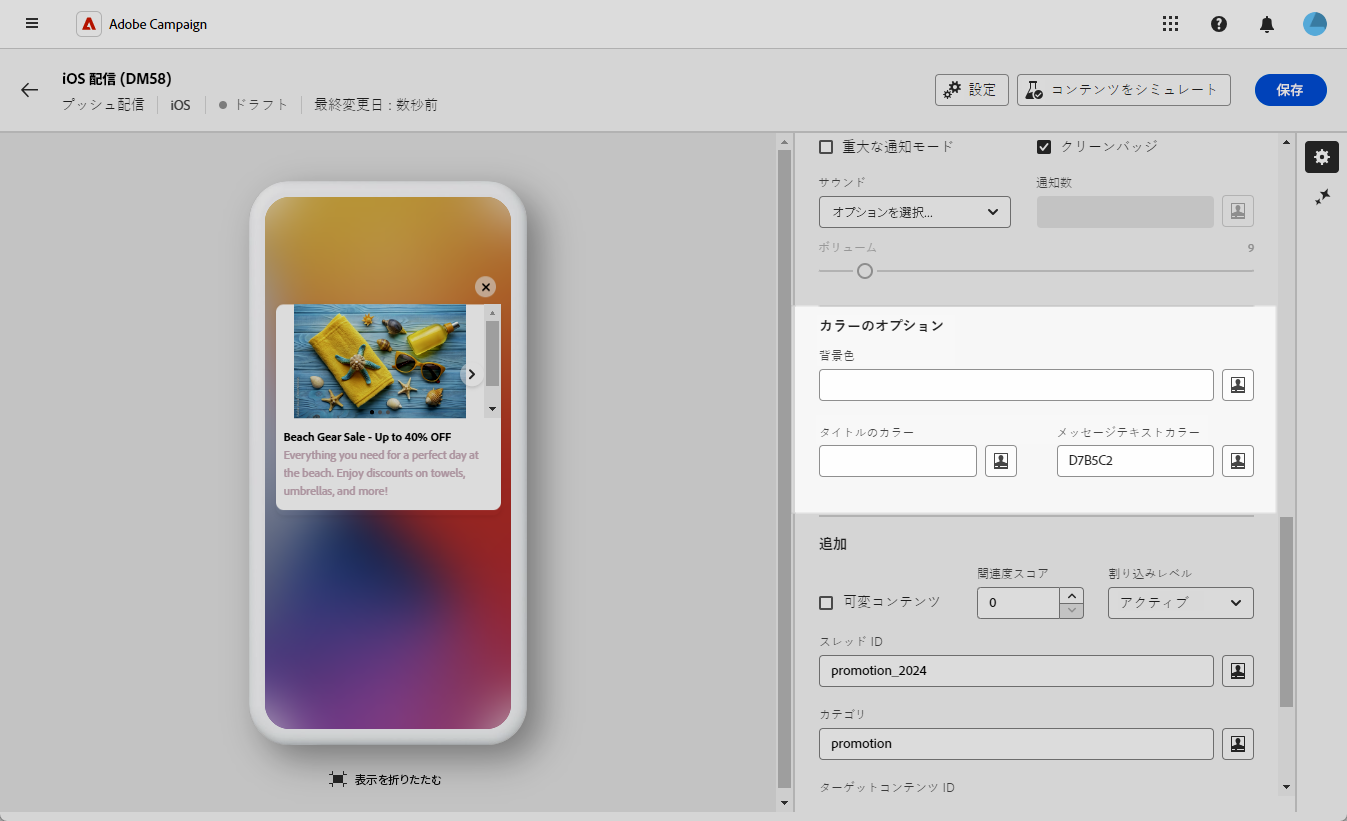 Adobe Campaign
iOS 配信 (DM58)
プッシュ配信 iOS ドラフト 最終変更日 : 数秒前
設定
コンテンツをシミュレート
保存
Beach Gear Sale - Up to 40% OFF
Everything you need for a perfect day at
the beach. Enjoy discounts on towels,
umbrellas, and more!
表示を折りたたむ
重大な通知モード クリーンバッジ
サウンド 通知数
オプションを選択...
ボリューム 9
カラーのオプション
背景色
タイトルのカラー メッセージテキストカラー
D7B5C2
追加
関連度スコア 割り込みレベル
可変コンテンツ 0 アクティブ
スレッド ID
promotion_2024
カテゴリ
promotion
ターゲットコンテンツ ID